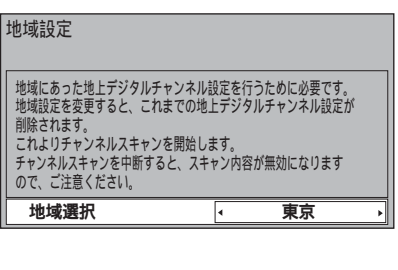 地域設定
地域にあった地上デジタルチャンネル設定を行うために必要です。
地域設定を変更すると、これまでの地上デジタルチャンネル設定が
削除されます。
これよりチャンネルスキャンを開始します。
チャンネルスキャンを中断すると、スキャン内容が無効になります
ので、ご注意ください。
地域選択 東京